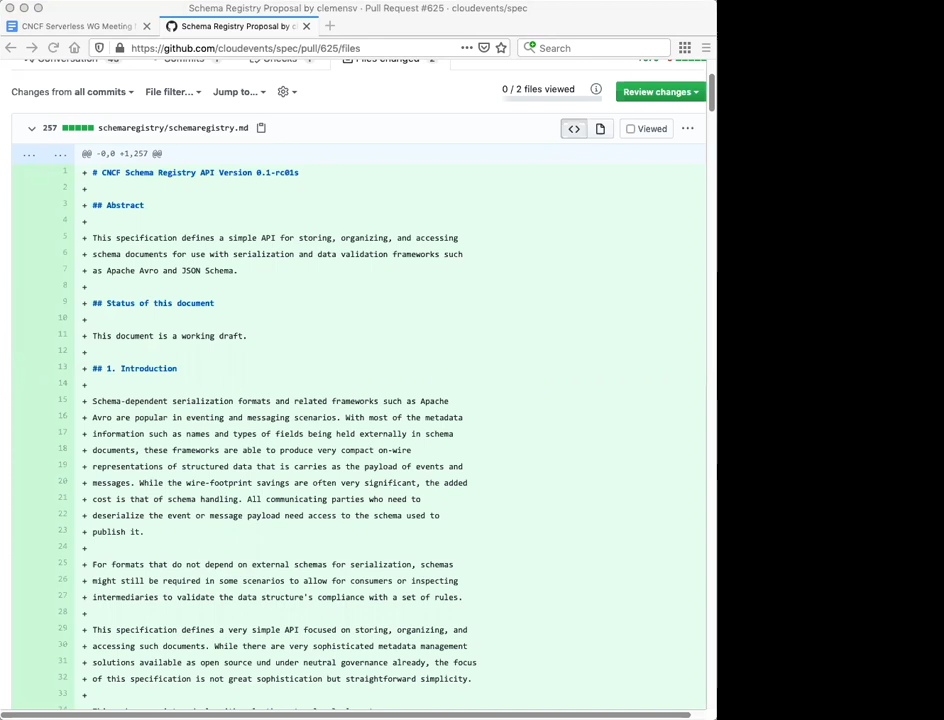 Schema Registry Proposal by clemensv · Pull Request #625 · cloudevents/spec
CNCF Serverless WG Meeting
Schema Registry Proposal by c
https://github.com/cloudevents/spec/pull/625/files
Search
Files changed
Changes from all commits
File filter...
Jump to...
0 / 2 files viewed
Review changes
257
schemaregistry/schemaregistry.md
Viewed
... ... @@ -0,0 +1,257 @@
1 + # CNCF Schema Registry API Version 0.1-rc01s
2 +
3 + ## Abstract
4 +
5 + This specification defines a simple API for storing, organizing, and accessing
6 + schema documents for use with serialization and data validation frameworks such
7 + as Apache Avro and JSON Schema.
8 +
9 + ## Status of this document
10 +
11 + This document is a working draft.
12 +
13 + ## 1. Introduction
14 +
15 + Schema-dependent serialization formats and related frameworks such as Apache
16 + Avro are popular in eventing and messaging scenarios. With most of the metadata
17 + information such as names and types of fields being held externally in schema
18 + documents, these frameworks are able to produce very compact on-wire
19 + representations of structured data that is carries as the payload of events and
20 + messages. While the wire-footprint savings are often very significant, the added
21 + cost is that of schema handling. All communicating parties who need to
22 + deserialize the event or message payload need access to the schema used to
23 + publish it.
24 +
25 + For formats that do not depend on external schemas for serialization, schemas
26 + might still be required in some scenarios to allow for consumers or inspecting
27 + intermediaries to validate the data structure's compliance with a set of rules.
28 +
29 + This specification defines a very simple API focused on storing, organizing, and
30 + accessing such documents. While there are very sophisticated metadata management
31 + solutions available as open source und under neutral governance already, the focus
32 + of this specification is not great sophistication but straightforward simplicity.
33 +